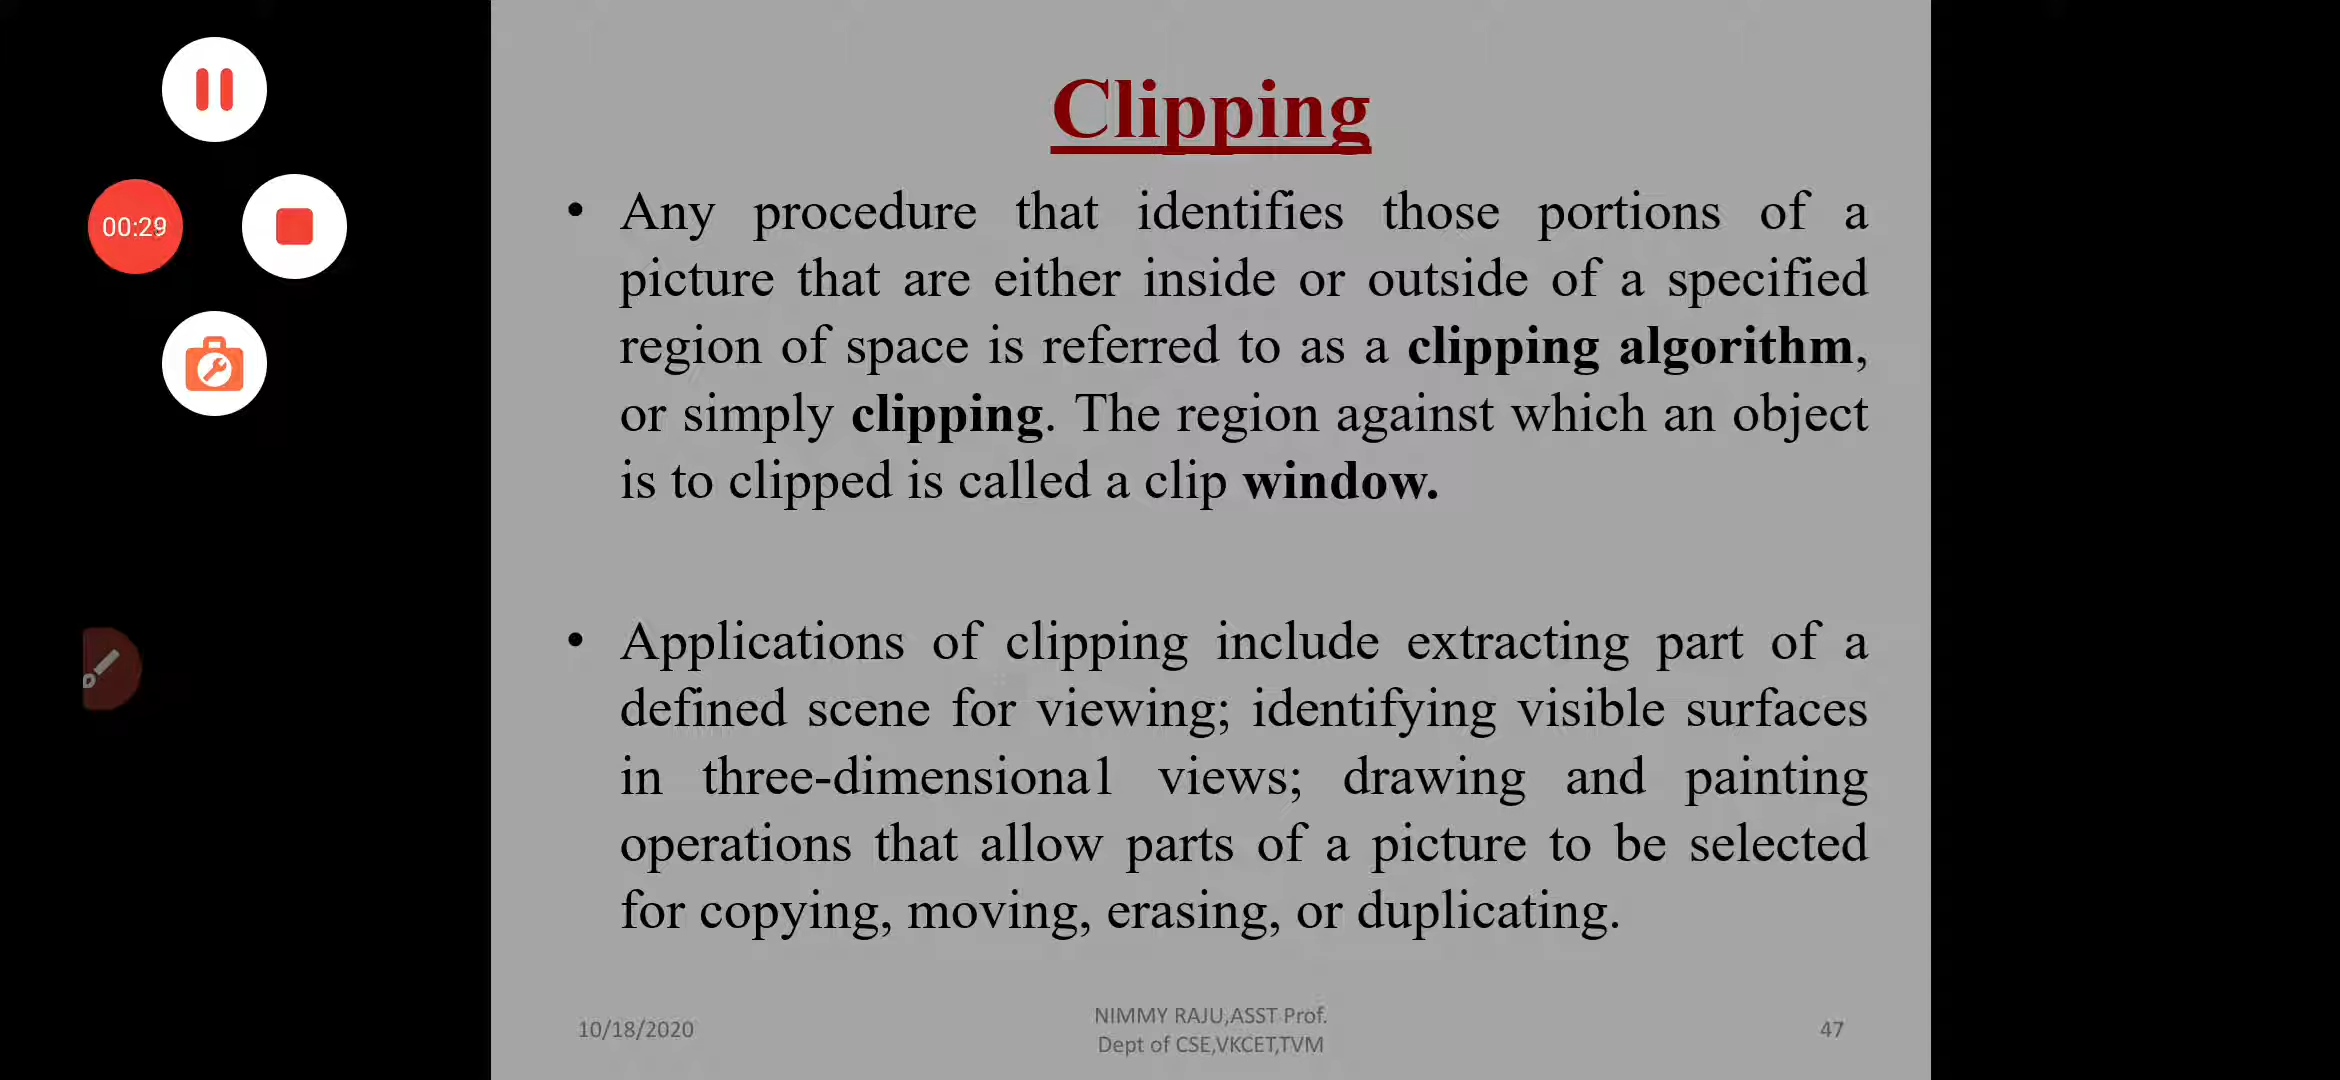 Clipping
00:29
• Any procedure that identifies those portions of a
picture that are either inside or outside of a specified
region of space is referred to as a clipping algorithm,
or simply clipping. The region against which an object
is to clipped is called a clip window.
• Applications of clipping include extracting part of a
defined scene for viewing; identifying visible surfaces
in three-dimensional views; drawing and painting
operations that allow parts of a picture to be selected
for copying, moving, erasing, or duplicating.
10/18/2020
NIMMY RAJU,ASST Prof.
Dept of CSE,VKCET,TVM
47